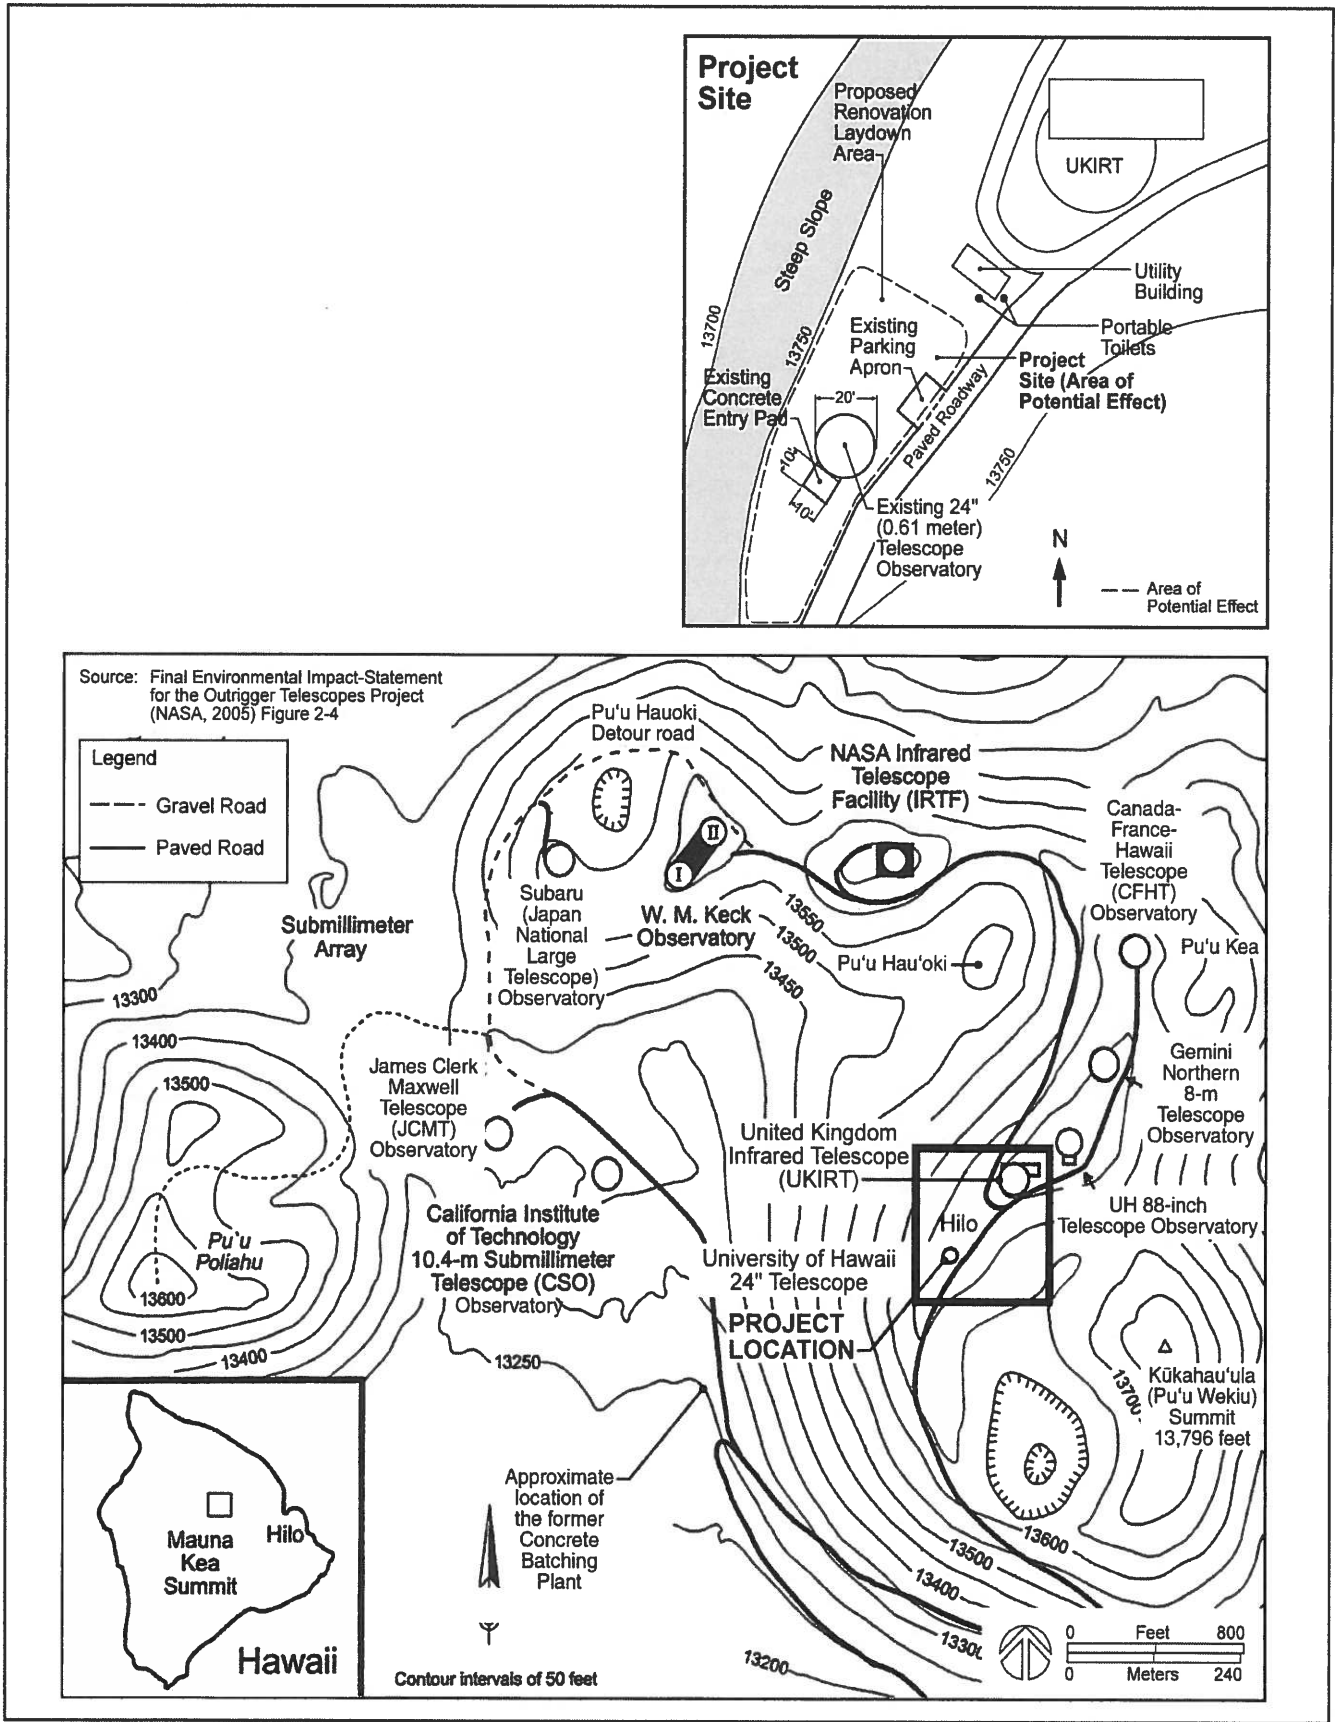 Project
Site
Proposed
Renovation
Laydown
Area
UKIRT
Steep Slope
Utility
Building
13700
13750
Existing
Parking
Apron
Portable
Toilets
Project
Site (Area of
Potential Effect)
Existing
Concrete
Entry Pad
20'
Paved Roadway
13750
10'
10'
Existing 24"
(0.61 meter)
Telescope
Observatory
N
Area of
Potential Effect
Source: Final Environmental Impact-Statement
for the Outrigger Telescopes Project
(NASA, 2005) Figure 2-4
Legend
Gravel Road
Paved Road
Pu'u Hauoki
Detour road
NASA Infrared
Telescope
Facility (IRTF)
Canada-
France-
Hawaii
Telescope
(CFHT)
Observatory
II
I
Subaru
(Japan
National
Large
Telescope)
Observatory
Submillimeter
Array
W. M. Keck
Observatory
13550
13500
13450
Pu'u Hau'oki
Pu'u Kea
13300
13400
13500
James Clerk
Maxwell
Telescope
(JCMT)
Observatory
Gemini
Northern
8-m
Telescope
Observatory
United Kingdom
Infrared Telescope
(UKIRT)
UH 88-inch
Telescope Observatory
Hilo
California Institute
of Technology
10.4-m Submillimeter
Telescope (CSO)
Observatory
Pu'u
Poliahu
University of Hawaii
24" Telescope
PROJECT
LOCATION
13600
13500
13400
13250
Kūkahau'ula
(Pu'u Wekiu)
Summit
13,796 feet
13700
Approximate
location of
the former
Concrete
Batching
Plant
13600
13500
13400
1330
13200
Mauna
Kea
Summit
Hilo
Hawaii
Contour intervals of 50 feet
0 Feet 800
0 Meters 240